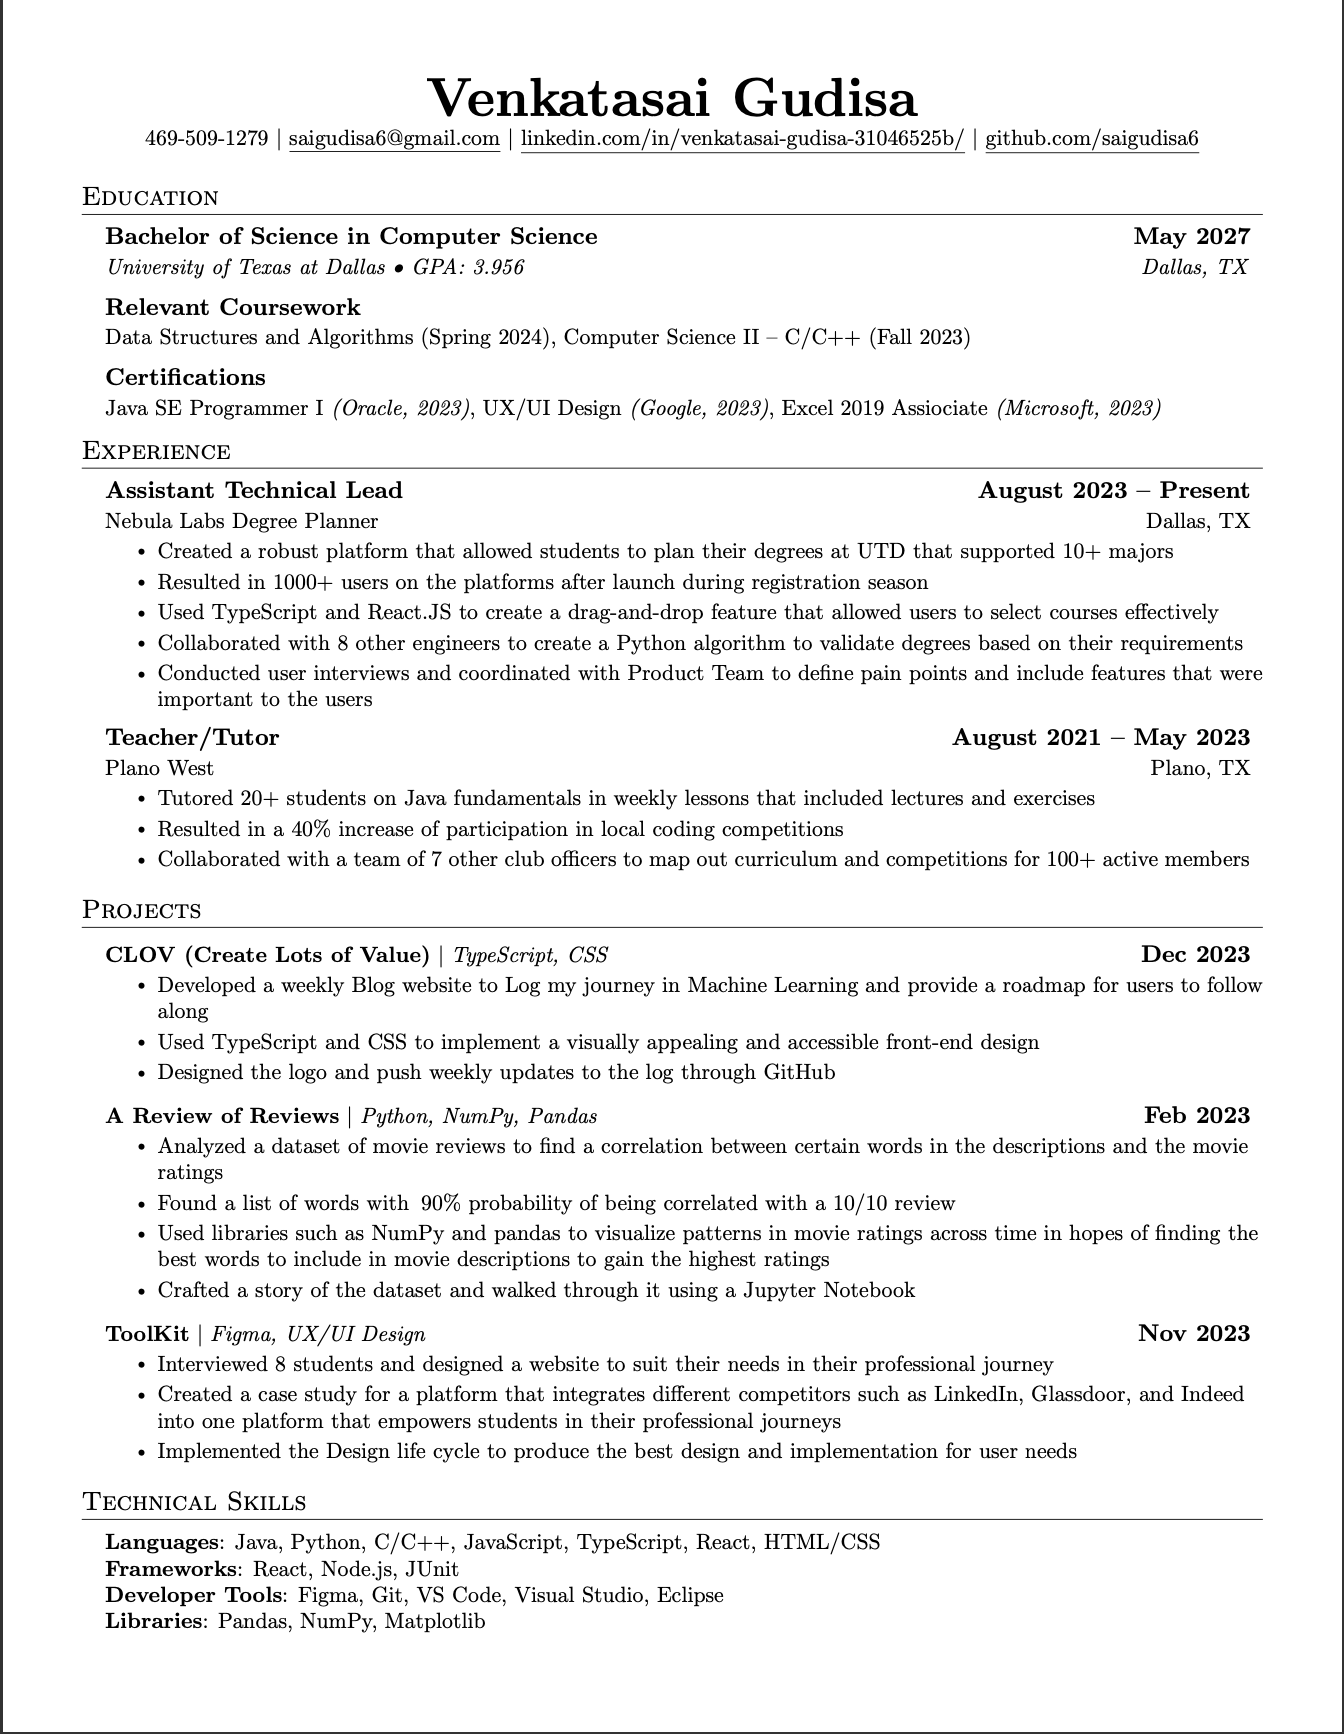 Venkatasai Gudisa
469-509-1279 | saigudisa6@gmail.com | linkedin.com/in/venkatasai-gudisa-31046525b/ | github.com/saigudisa6
Education
Bachelor of Science in Computer Science May 2027
University of Texas at Dallas • GPA: 3.956 Dallas, TX
Relevant Coursework
Data Structures and Algorithms (Spring 2024), Computer Science II – C/C++ (Fall 2023)
Certifications
Java SE Programmer I (Oracle, 2023), UX/UI Design (Google, 2023), Excel 2019 Assiociate (Microsoft, 2023)
Experience
Assistant Technical Lead August 2023 – Present
Nebula Labs Degree Planner Dallas, TX
• Created a robust platform that allowed students to plan their degrees at UTD that supported 10+ majors
• Resulted in 1000+ users on the platforms after launch during registration season
• Used TypeScript and React.JS to create a drag-and-drop feature that allowed users to select courses effectively
• Collaborated with 8 other engineers to create a Python algorithm to validate degrees based on their requirements
• Conducted user interviews and coordinated with Product Team to define pain points and include features that were
important to the users
Teacher/Tutor August 2021 – May 2023
Plano West Plano, TX
• Tutored 20+ students on Java fundamentals in weekly lessons that included lectures and exercises
• Resulted in a 40% increase of participation in local coding competitions
• Collaborated with a team of 7 other club officers to map out curriculum and competitions for 100+ active members
Projects
CLOV (Create Lots of Value) | TypeScript, CSS Dec 2023
• Developed a weekly Blog website to Log my journey in Machine Learning and provide a roadmap for users to follow
along
• Used TypeScript and CSS to implement a visually appealing and accessible front-end design
• Designed the logo and push weekly updates to the log through GitHub
A Review of Reviews | Python, NumPy, Pandas Feb 2023
• Analyzed a dataset of movie reviews to find a correlation between certain words in the descriptions and the movie
ratings
• Found a list of words with 90% probability of being correlated with a 10/10 review
• Used libraries such as NumPy and pandas to visualize patterns in movie ratings across time in hopes of finding the
best words to include in movie descriptions to gain the highest ratings
• Crafted a story of the dataset and walked through it using a Jupyter Notebook
ToolKit | Figma, UX/UI Design Nov 2023
• Interviewed 8 students and designed a website to suit their needs in their professional journey
• Created a case study for a platform that integrates different competitors such as LinkedIn, Glassdoor, and Indeed
into one platform that empowers students in their professional journeys
• Implemented the Design life cycle to produce the best design and implementation for user needs
Technical Skills
Languages: Java, Python, C/C++, JavaScript, TypeScript, React, HTML/CSS
Frameworks: React, Node.js, JUnit
Developer Tools: Figma, Git, VS Code, Visual Studio, Eclipse
Libraries: Pandas, NumPy, Matplotlib